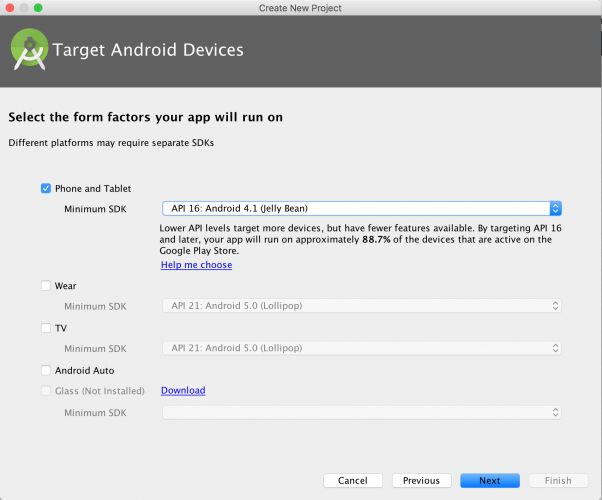 Create New Project
Target Android Devices
Select the form factors your app will run on
Different platforms may require separate SDKs
Phone and Tablet
Minimum SDK API 16: Android 4.1 (Jelly Bean)
Lower API levels target more devices, but have fewer features available. By targeting API 16
and later, your app will run on approximately 88.7% of the devices that are active on the
Google Play Store.
Help me choose
Wear
Minimum SDK API 21: Android 5.0 (Lollipop)
TV
Minimum SDK API 21: Android 5.0 (Lollipop)
Android Auto
Glass (Not Installed) Download
Minimum SDK
Cancel Previous Next Finish